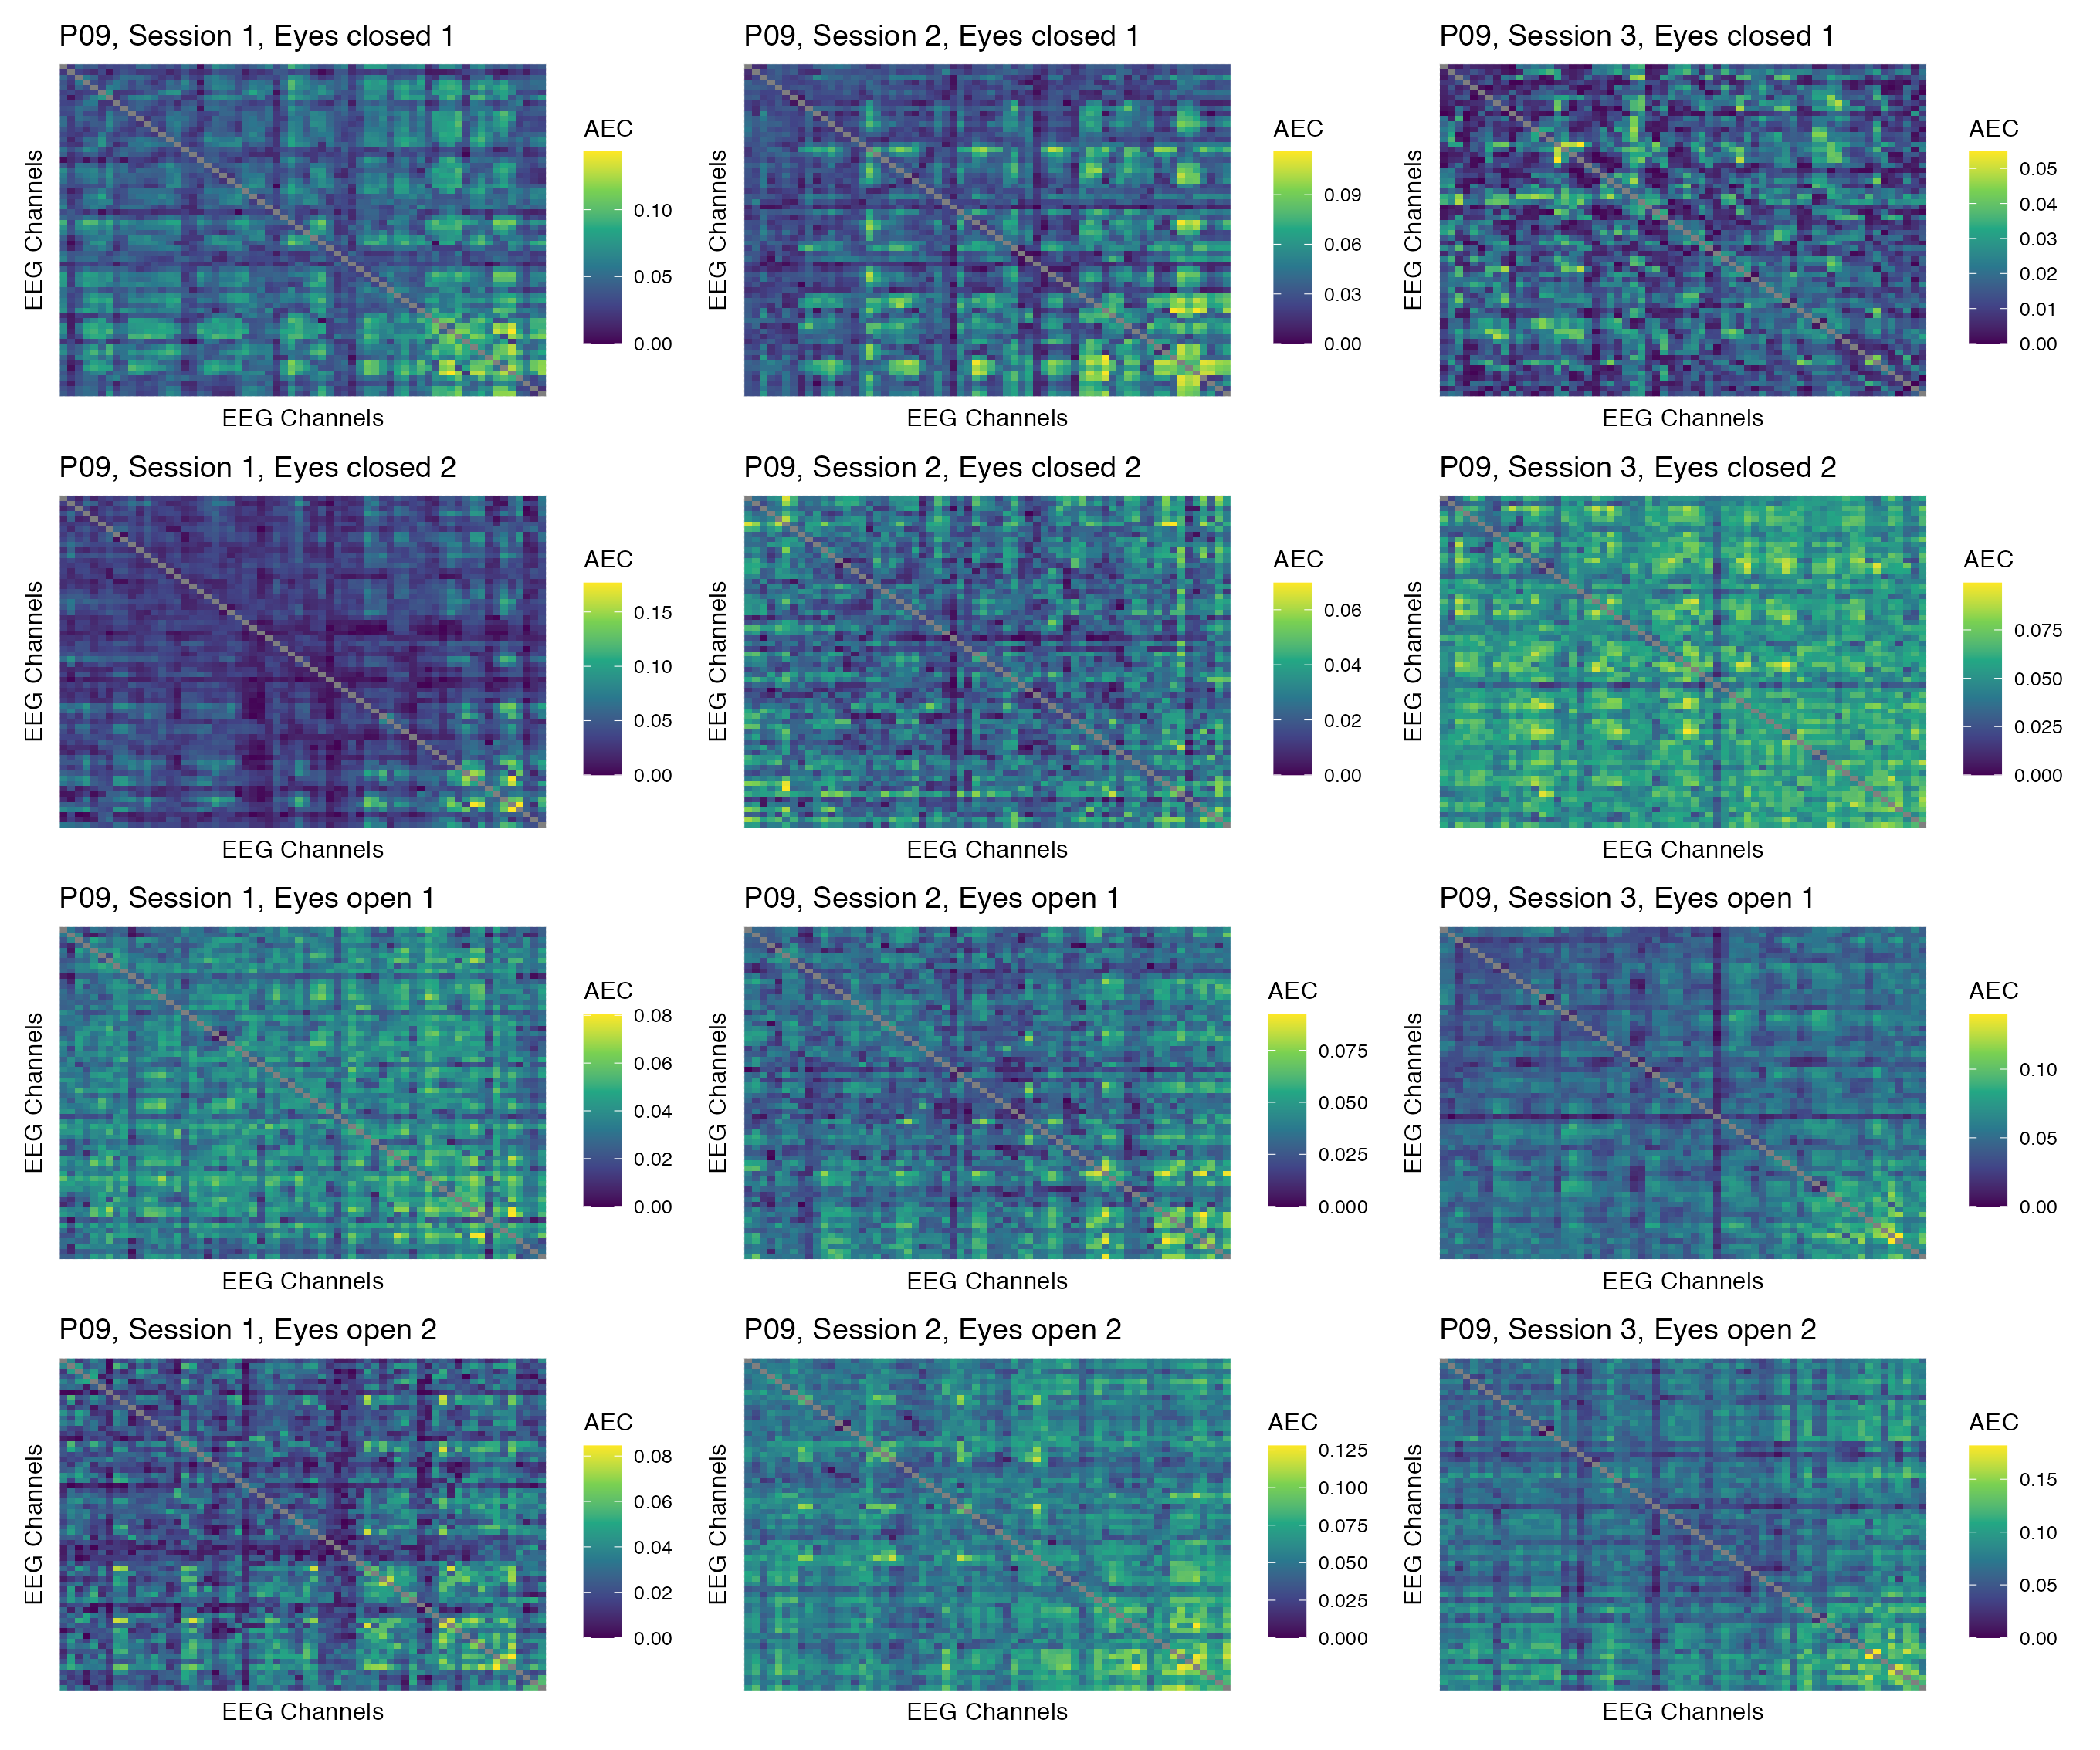 P09, Session 1, Eyes closed 1
EEG Channels
EEG Channels
AEC
0.10
0.05
0.00
P09, Session 2, Eyes closed 1
EEG Channels
EEG Channels
AEC
0.09
0.06
0.03
0.00
P09, Session 3, Eyes closed 1
EEG Channels
EEG Channels
AEC
0.05
0.04
0.03
0.02
0.01
0.00
P09, Session 1, Eyes closed 2
EEG Channels
EEG Channels
AEC
0.15
0.10
0.05
0.00
P09, Session 2, Eyes closed 2
EEG Channels
EEG Channels
AEC
0.06
0.04
0.02
0.00
P09, Session 3, Eyes closed 2
EEG Channels
EEG Channels
AEC
0.075
0.050
0.025
0.000
P09, Session 1, Eyes open 1
EEG Channels
EEG Channels
AEC
0.08
0.06
0.04
0.02
0.00
P09, Session 2, Eyes open 1
EEG Channels
EEG Channels
AEC
0.075
0.050
0.025
0.000
P09, Session 3, Eyes open 1
EEG Channels
EEG Channels
AEC
0.10
0.05
0.00
P09, Session 1, Eyes open 2
EEG Channels
EEG Channels
AEC
0.08
0.06
0.04
0.02
0.00
P09, Session 2, Eyes open 2
EEG Channels
EEG Channels
AEC
0.125
0.100
0.075
0.050
0.025
0.000
P09, Session 3, Eyes open 2
EEG Channels
EEG Channels
AEC
0.15
0.10
0.05
0.00